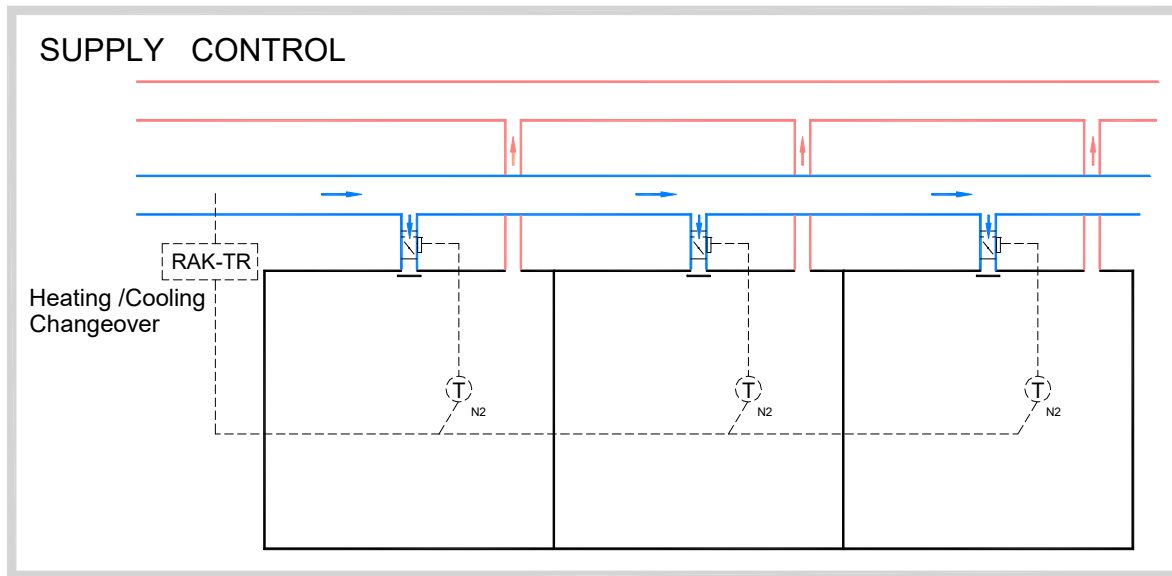 SUPPLY CONTROL
RAK-TR
Heating /Cooling
Changeover
T
N2
T
N2
T
N2